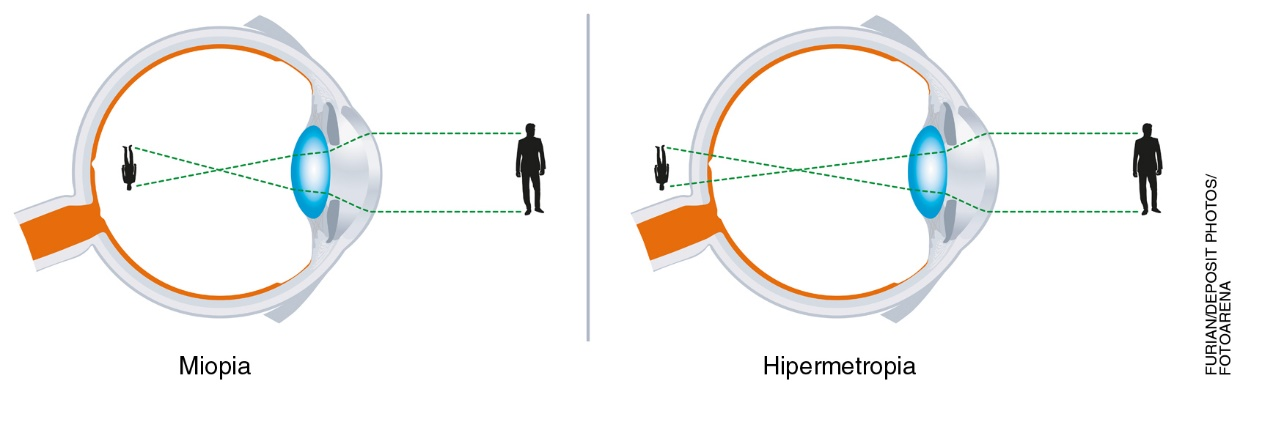 Miopia
Hipermetropia
FURIAN/DEPOSIT PHOTOS/
FOTOARENA